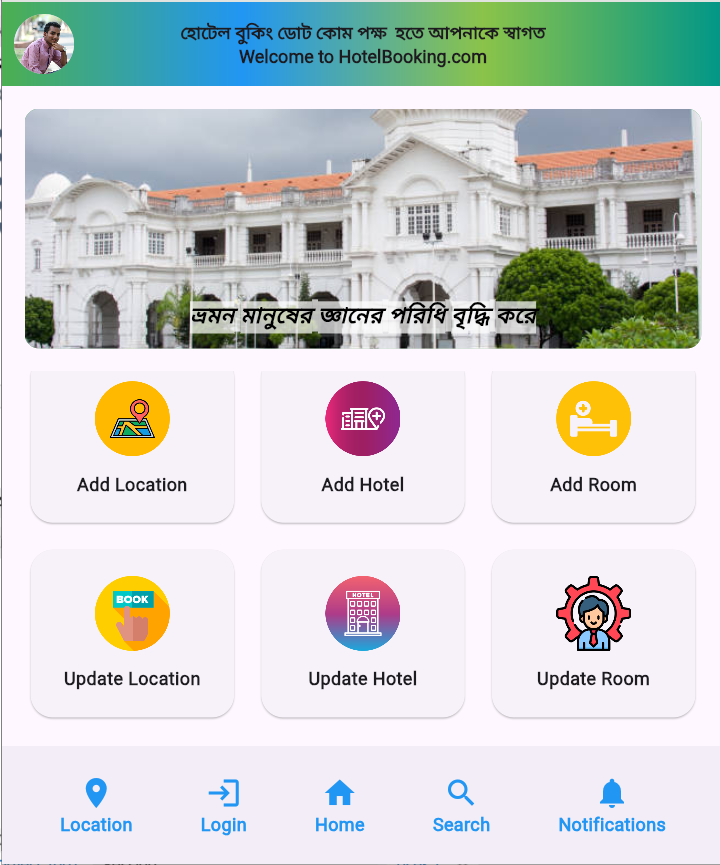 হোটেল বুকিং ডোট কোম পক্ষ হতে আপনাকে স্বাগত
Welcome to HotelBooking.com
ভ্রমন মানুষের জ্ঞানের পরিধি বৃদ্ধি করে
Add Location
Add Hotel
Add Room
BOOK
HOTEL
Update Location
Update Hotel
Update Room
Location
Login
Home
Search
Notifications